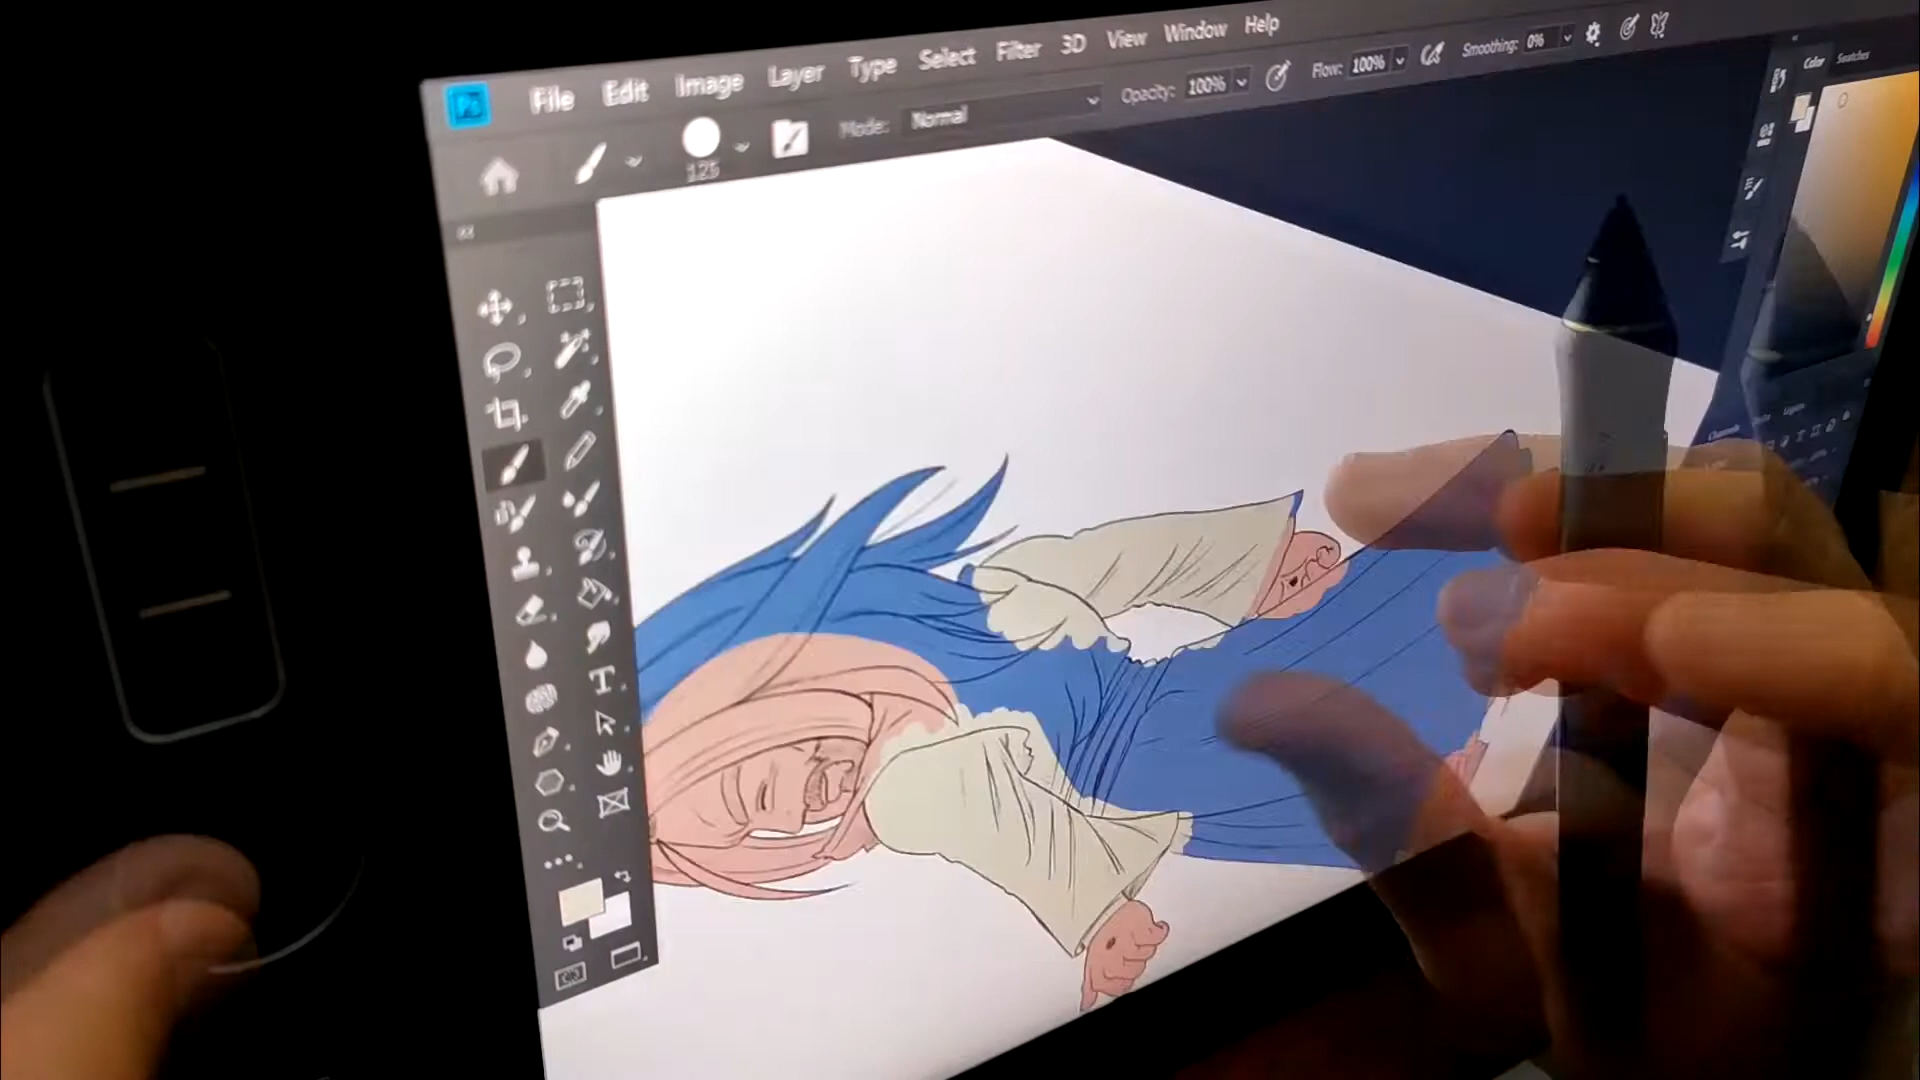 File Edit Image Layer Type Select Filter 3D View Window Help
125
Mode: Normal
Opacity: 100%
Flow: 100%
Smoothing: 0%
Color Swatches
Channels